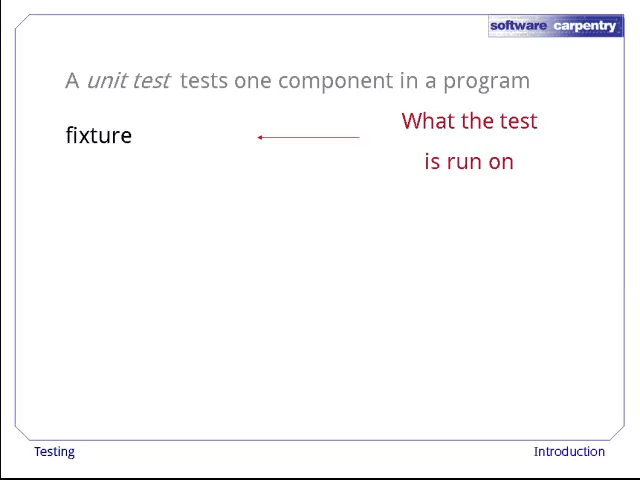 software carpentry
A unit test tests one component in a program
fixture
What the test
is run on
Testing
Introduction